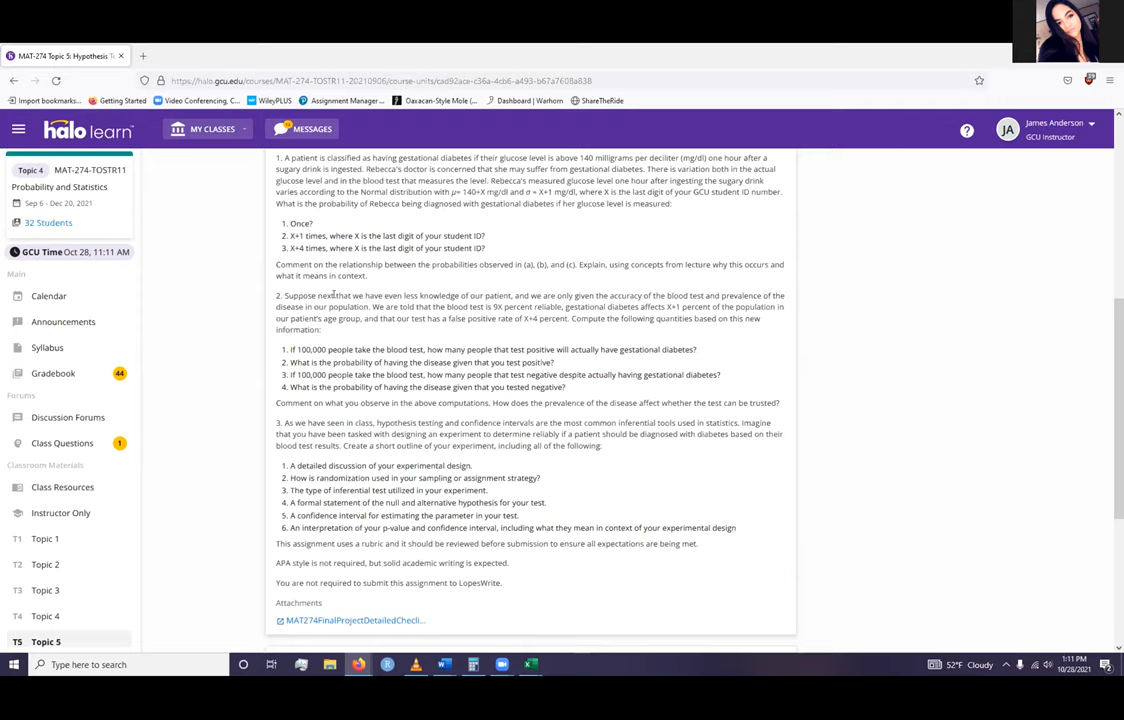 MAT-274 Topic 5: Hypothesis Te
https://halo.gcu.edu/courses/MAT-274-TOSTR11-20210906/course-units/cad92ace-c36a-4cb6-a493-b67a7608a838
Import bookmarks...
Getting Started
Video Conferencing, C...
WileyPLUS
Assignment Manager ...
Oaxacan-Style Mole (...
Dashboard | Warhorn
ShareTheRide
halo learn
MY CLASSES
MESSAGES
JA
James Anderson
GCU Instructor
Topic 4
MAT-274-TOSTR11
Probability and Statistics
Sep 6 - Dec 20, 2021
32 Students
GCU Time Oct 28, 11:11 AM
Main
Calendar
Announcements
Syllabus
Gradebook
44
Forums
Discussion Forums
Class Questions
1
Classroom Materials
Class Resources
Instructor Only
T1 Topic 1
T2 Topic 2
T3 Topic 3
T4 Topic 4
T5 Topic 5
1. A patient is classified as having gestational diabetes if their glucose level is above 140 milligrams per deciliter (mg/dl) one hour after a
sugary drink is ingested. Rebecca's doctor is concerned that she may suffer from gestational diabetes. There is variation both in the actual
glucose level and in the blood test that measures the level. Rebecca's measured glucose level one hour after ingesting the sugary drink
varies according to the Normal distribution with μ= 140+X mg/dl and σ = X+1 mg/dl, where X is the last digit of your GCU student ID number.
What is the probability of Rebecca being diagnosed with gestational diabetes if her glucose level is measured:
1. Once?
2. X+1 times, where X is the last digit of your student ID?
3. X+4 times, where X is the last digit of your student ID?
Comment on the relationship between the probabilities observed in (a), (b), and (c). Explain, using concepts from lecture why this occurs and
what it means in context.
2. Suppose next that we have even less knowledge of our patient, and we are only given the accuracy of the blood test and prevalence of the
disease in our population. We are told that the blood test is 9X percent reliable, gestational diabetes affects X+1 percent of the population in
our patient's age group, and that our test has a false positive rate of X+4 percent. Compute the following quantities based on this new
information:
1. If 100,000 people take the blood test, how many people that test positive will actually have gestational diabetes?
2. What is the probability of having the disease given that you test positive?
3. If 100,000 people take the blood test, how many people that test negative despite actually having gestational diabetes?
4. What is the probability of having the disease given that you tested negative?
Comment on what you observe in the above computations. How does the prevalence of the disease affect whether the test can be trusted?
3. As we have seen in class, hypothesis testing and confidence intervals are the most common inferential tools used in statistics. Imagine
that you have been tasked with designing an experiment to determine reliably if a patient should be diagnosed with diabetes based on their
blood test results. Create a short outline of your experiment, including all of the following:
1. A detailed discussion of your experimental design.
2. How is randomization used in your sampling or assignment strategy?
3. The type of inferential test utilized in your experiment.
4. A formal statement of the null and alternative hypothesis for your test.
5. A confidence interval for estimating the parameter in your test.
6. An interpretation of your p-value and confidence interval, including what they mean in context of your experimental design
This assignment uses a rubric and it should be reviewed before submission to ensure all expectations are being met.
APA style is not required, but solid academic writing is expected.
You are not required to submit this assignment to LopesWrite.
Attachments
MAT274FinalProjectDetailedChecli...
Type here to search
52°F Cloudy
1:11 PM
10/28/2021